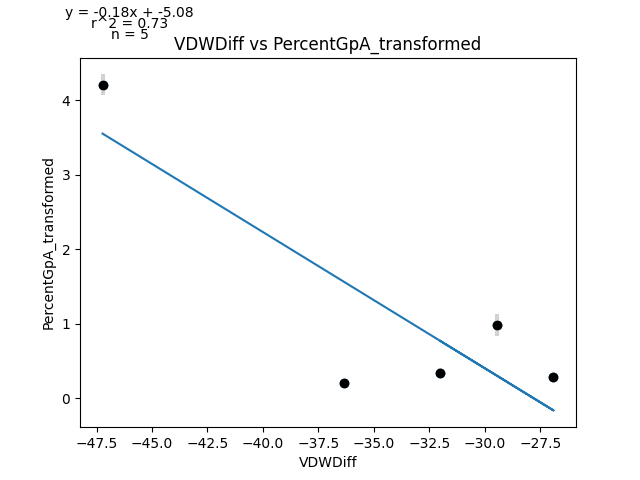 y = -0.18x + -5.08
r^2 = 0.73
n = 5
VDWDiff vs PercentGpA_transformed
PercentGpA_transformed
4
3
2
1
0
−47.5 −45.0 −42.5 −40.0 −37.5 −35.0 −32.5 −30.0 −27.5
VDWDiff